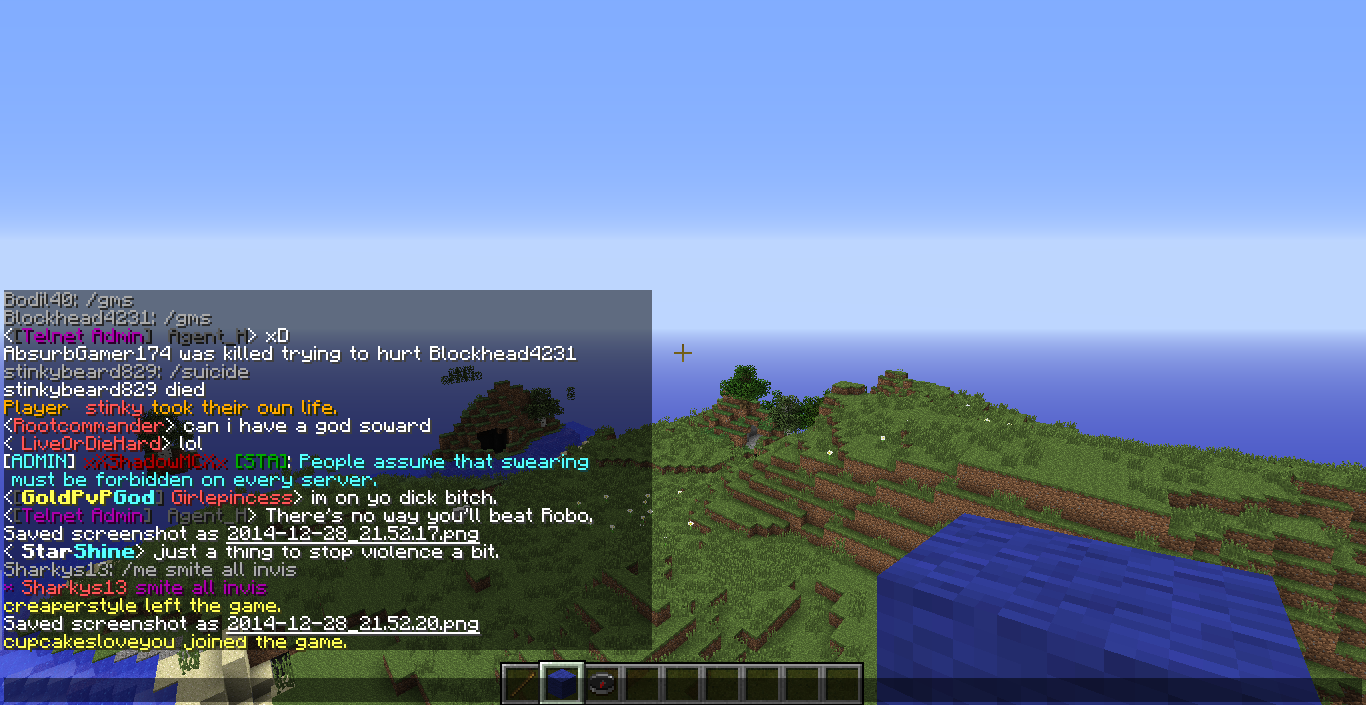 Bodil40: /gms
Blockhead4231: /gms
<[Telnet Admin] Agent_H> xD
AbsurbGamer174 was killed trying to hurt Blockhead4231
stinkybeard829: /suicide
stinkybeard829 died
Player stinky took their own life.
<Rootcommander> can i have a god soward
< LiveOrDieHard> lol
[ADMIN] xXShadowMCXx [STA]: People assume that swearing
must be forbidden on every server.
<[GoldPvPGod] Girlepincess> im on yo dick bitch.
<[Telnet Admin] Agent_H> There's no way you'll beat Robo.
Saved screenshot as 2014-12-28_21.52.17.png
< StarShine> just a thing to stop violence a bit.
Sharkys13: /me smite all invis
* Sharkys13 smite all invis
creaperstyle left the game.
Saved screenshot as 2014-12-28_21.52.20.png
cupcakesloveyou joined the game.